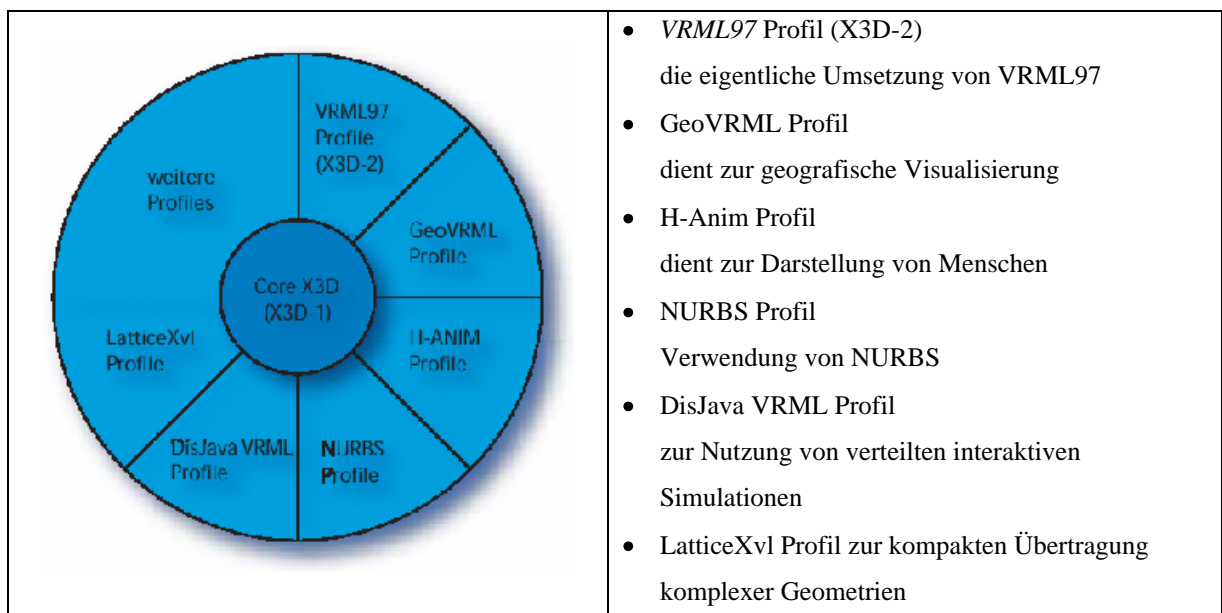 VRML97
Profile
(X3D-2)
weitere
Profiles
GeoVRML
Profile
Core X3D
(X3D-1)
H-ANIM
Profile
LatticeXvl
Profile
DisJava VRML
Profile
NURBS
Profile
• VRML97 Profil (X3D-2)
die eigentliche Umsetzung von VRML97
• GeoVRML Profil
dient zur geografische Visualisierung
• H-Anim Profil
dient zur Darstellung von Menschen
• NURBS Profil
Verwendung von NURBS
• DisJava VRML Profil
zur Nutzung von verteilten interaktiven
Simulationen
• LatticeXvl Profil zur kompakten Übertragung
komplexer Geometrien